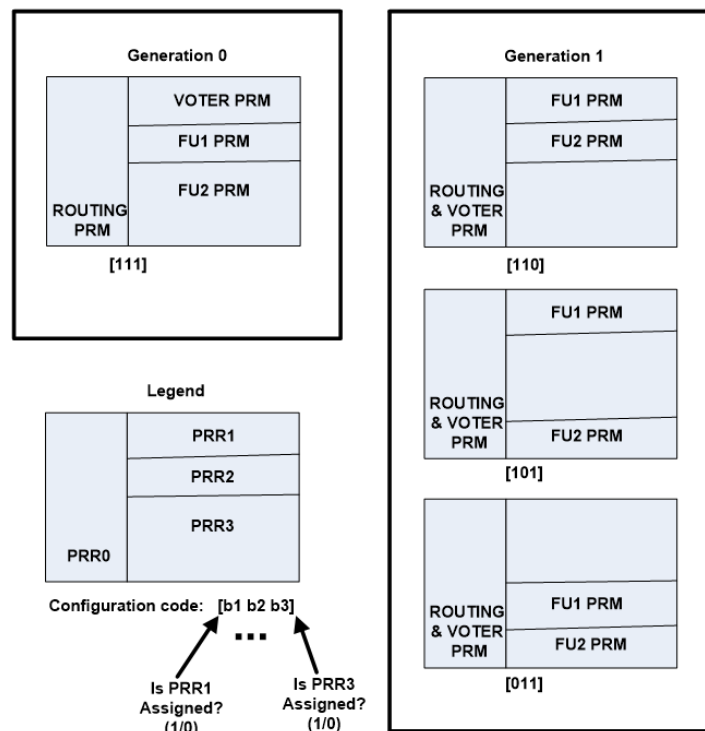 Generation 0
VOTER PRM
FU1 PRM
FU2 PRM
ROUTING
PRM
[111]
Legend
PRR1
PRR2
PRR3
PRR0
Configuration code: [b1 b2 b3]
...
Is PRR1
Assigned?
(1/0)
Is PRR3
Assigned?
(1/0)
Generation 1
FU1 PRM
FU2 PRM
ROUTING
& VOTER
PRM
[110]
FU1 PRM
ROUTING
& VOTER
PRM
FU2 PRM
[101]
FU1 PRM
ROUTING
& VOTER
PRM
FU2 PRM
[011]